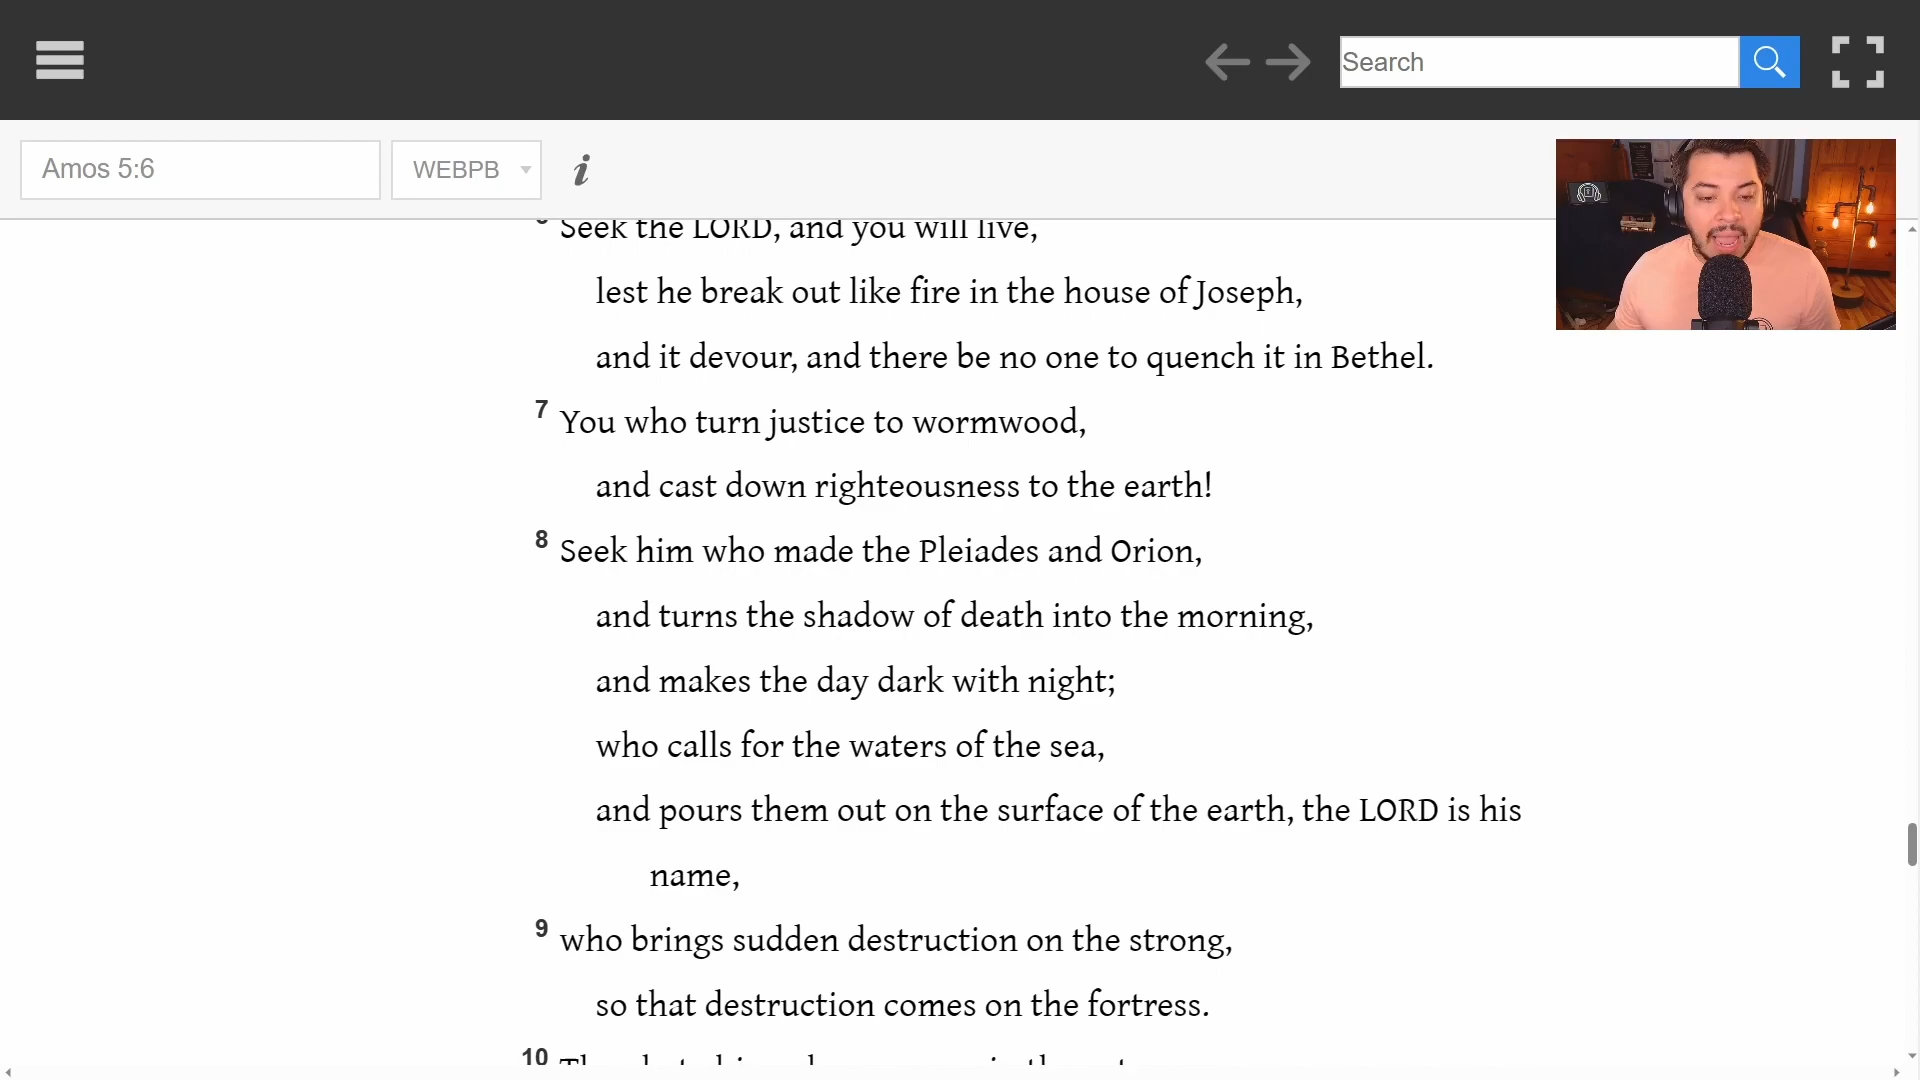 Search
Amos 5:6
WEBPB
i
Seek the LORD, and you will live,
lest he break out like fire in the house of Joseph,
and it devour, and there be no one to quench it in Bethel.
7 You who turn justice to wormwood,
and cast down righteousness to the earth!
8 Seek him who made the Pleiades and Orion,
and turns the shadow of death into the morning,
and makes the day dark with night;
who calls for the waters of the sea,
and pours them out on the surface of the earth, the LORD is his
name,
9 who brings sudden destruction on the strong,
so that destruction comes on the fortress.
10